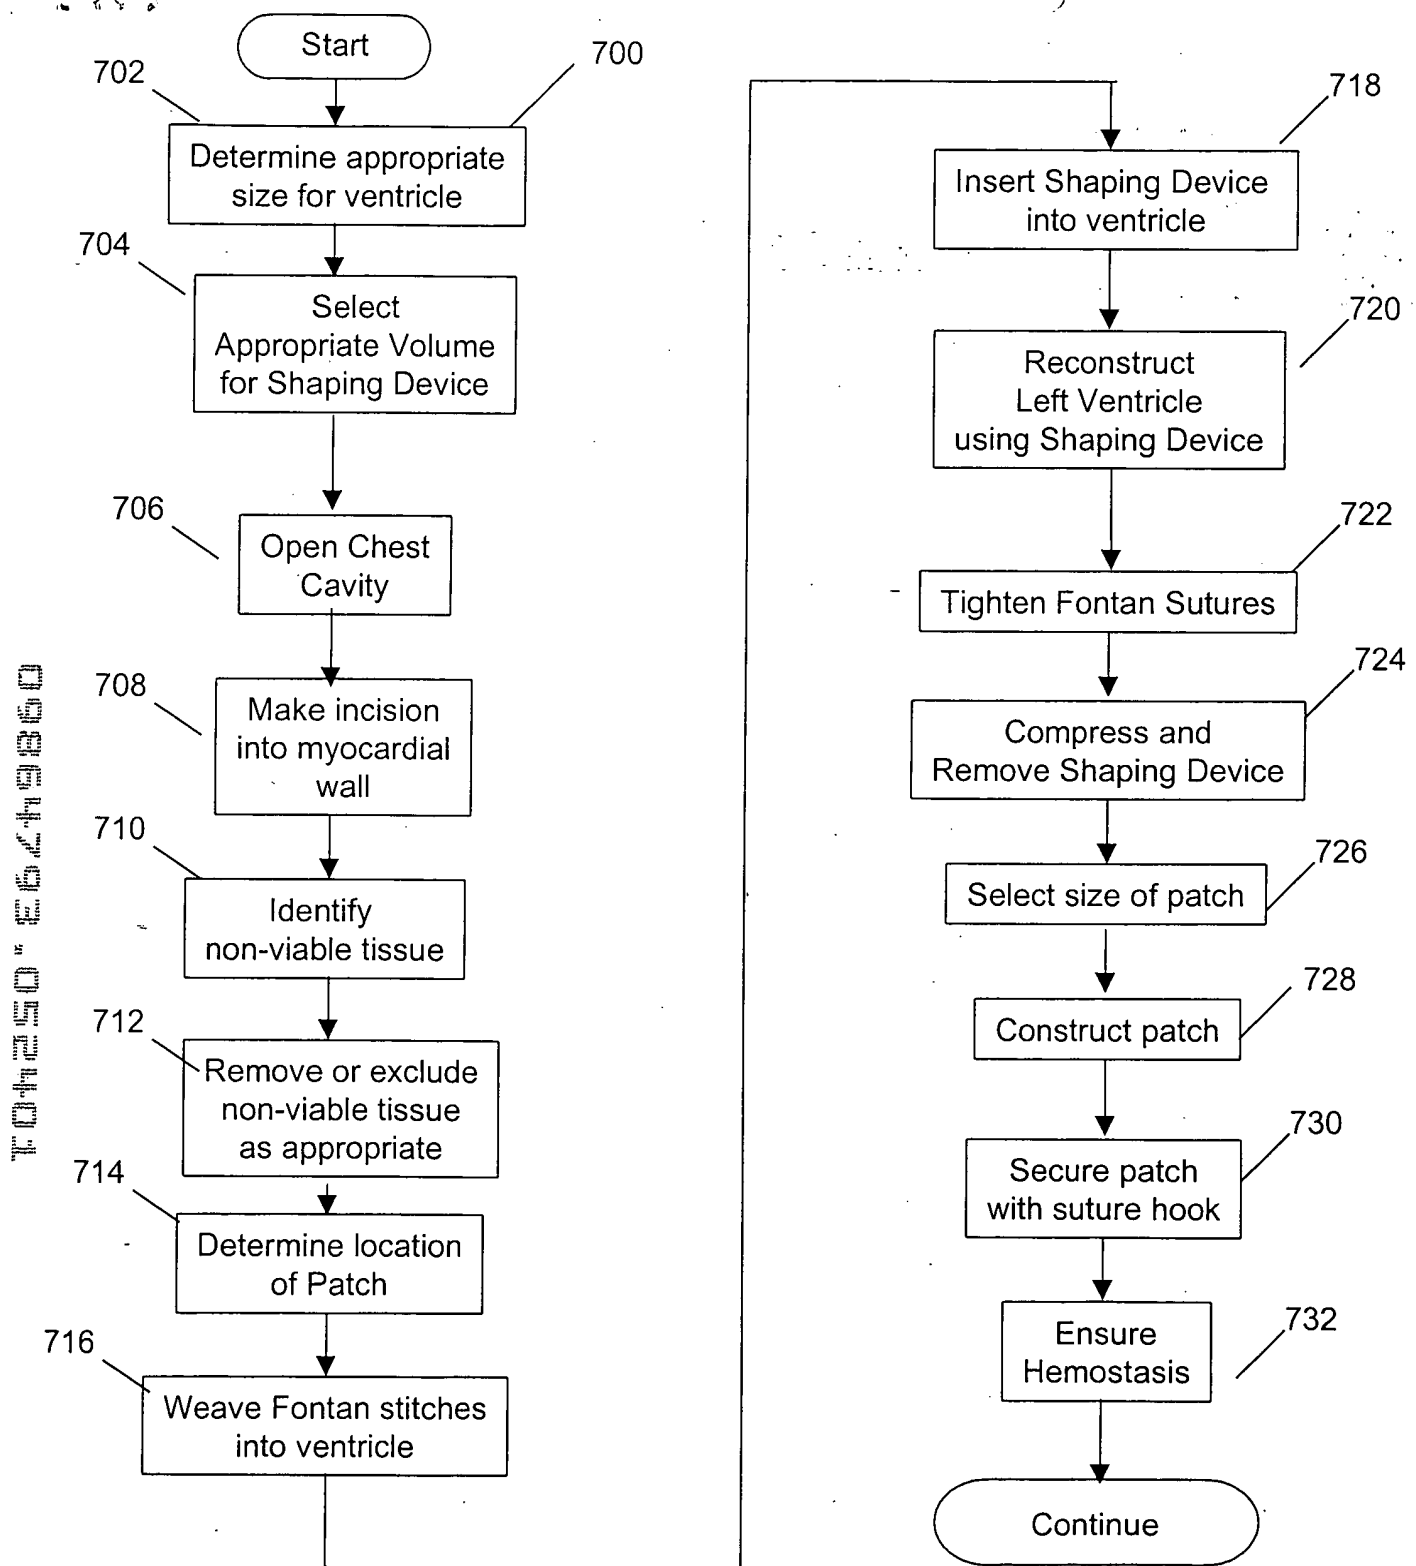 Start
700
702
Determine appropriate
size for ventricle
704
Select
Appropriate Volume
for Shaping Device
706
Open Chest
Cavity
708
Make incision
into myocardial
wall
710
Identify
non-viable tissue
712
Remove or exclude
non-viable tissue
as appropriate
714
Determine location
of Patch
716
Weave Fontan stitches
into ventricle
718
Insert Shaping Device
into ventricle
720
Reconstruct
Left Ventricle
using Shaping Device
722
Tighten Fontan Sutures
724
Compress and
Remove Shaping Device
726
Select size of patch
728
Construct patch
730
Secure patch
with suture hook
732
Ensure
Hemostasis
Continue